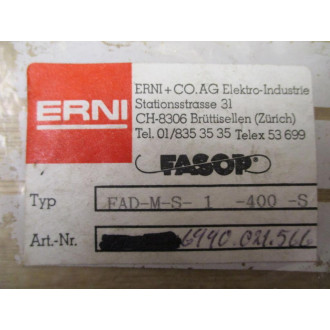 ERNI
ERNI + CO. AG Elektro-Industrie
Stationsstrasse 31
CH-8306 Brüttisellen (Zürich)
Tel. 01/835 35 35 Telex 53 699
FASOP
Typ FAD-M-S- 1 -400 -S
Art.-Nr. 6990.021.566